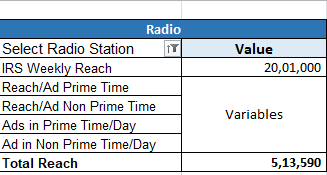 Radio
Select Radio Station Value
IRS Weekly Reach 20,01,000
Reach/Ad Prime Time
Reach/Ad Non Prime Time
Variables
Ads in Prime Time/Day
Ad in Non Prime Time/Day
Total Reach 5,13,590